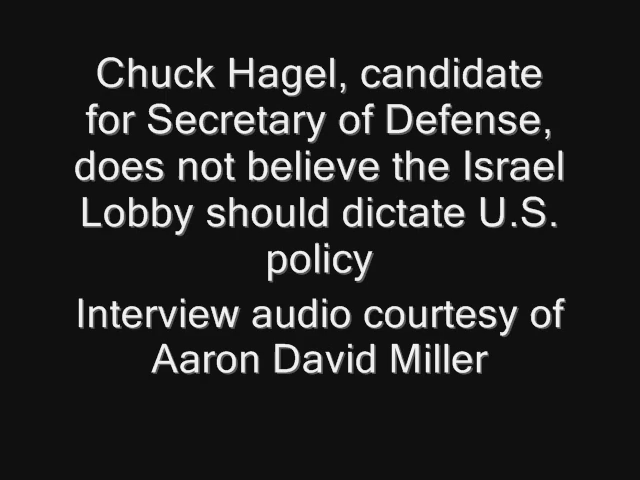 Chuck Hagel, candidate
for Secretary of Defense,
does not believe the Israel
Lobby should dictate U.S.
policy
Interview audio courtesy of
Aaron David Miller